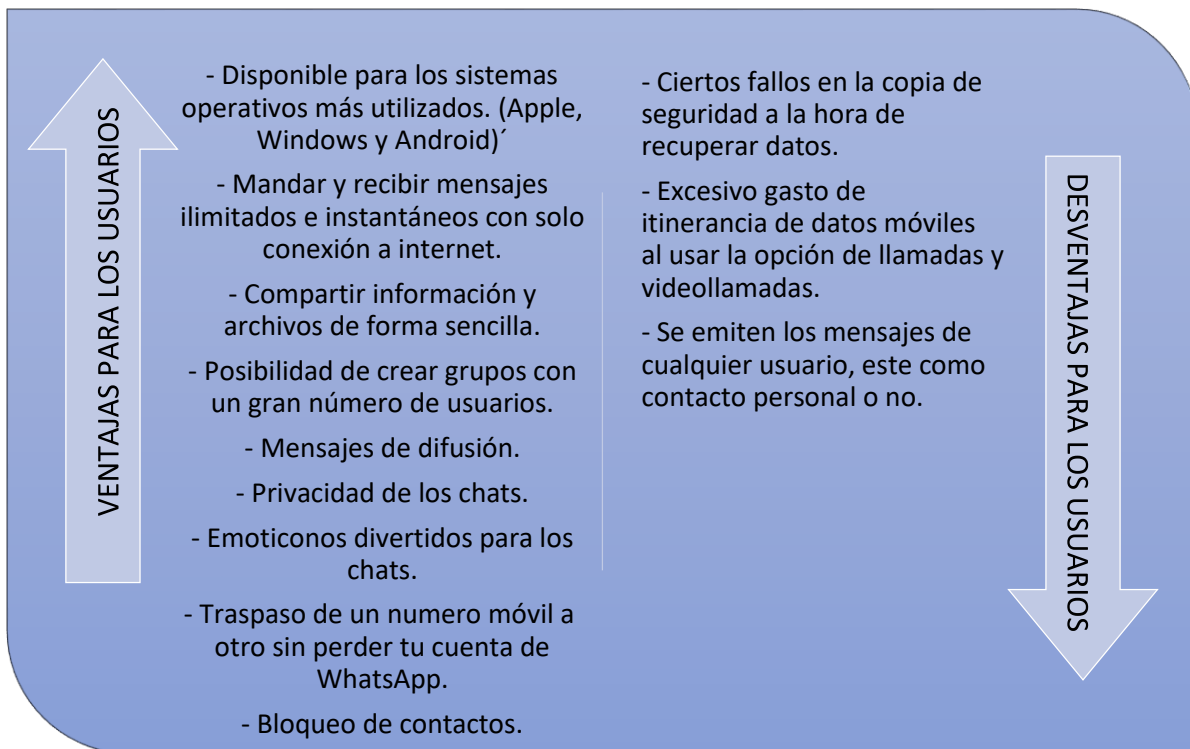 VENTAJAS PARA LOS USUARIOS
- Disponible para los sistemas
operativos más utilizados. (Apple,
Windows y Android)´
- Mandar y recibir mensajes
ilimitados e instantáneos con solo
conexión a internet.
- Compartir información y
archivos de forma sencilla.
- Posibilidad de crear grupos con
un gran número de usuarios.
- Mensajes de difusión.
- Privacidad de los chats.
- Emoticonos divertidos para los
chats.
- Traspaso de un numero móvil a
otro sin perder tu cuenta de
WhatsApp.
- Bloqueo de contactos.
- Ciertos fallos en la copia de
seguridad a la hora de
recuperar datos.
- Excesivo gasto de
itinerancia de datos móviles
al usar la opción de llamadas y
videollamadas.
- Se emiten los mensajes de
cualquier usuario, este como
contacto personal o no.
DESVENTAJAS PARA LOS USUARIOS